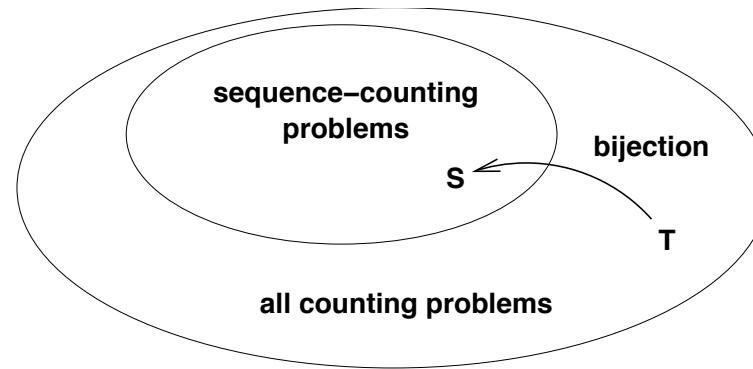 sequence–counting
problems
bijection
S
T
all counting problems